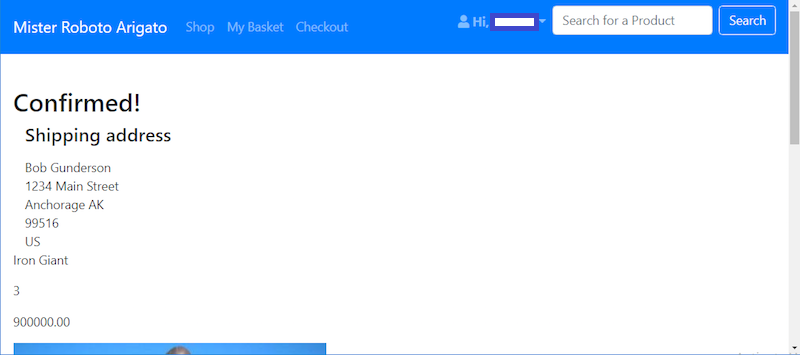 Mister Roboto Arigato Shop My Basket Checkout Hi, Search for a Product Search
Confirmed!
Shipping address
Bob Gunderson
1234 Main Street
Anchorage AK
99516
US
Iron Giant
3
900000.00